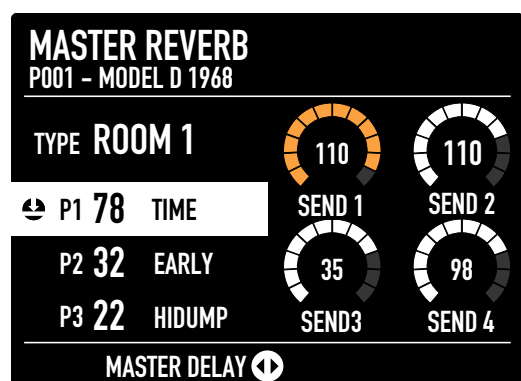 MASTER REVERB
P001 - MODEL D 1968
TYPE ROOM 1
110
110
SEND 1
SEND 2
P1 78 TIME
P2 32 EARLY
35
98
P3 22 HIDUMP
SEND3
SEND 4
MASTER DELAY